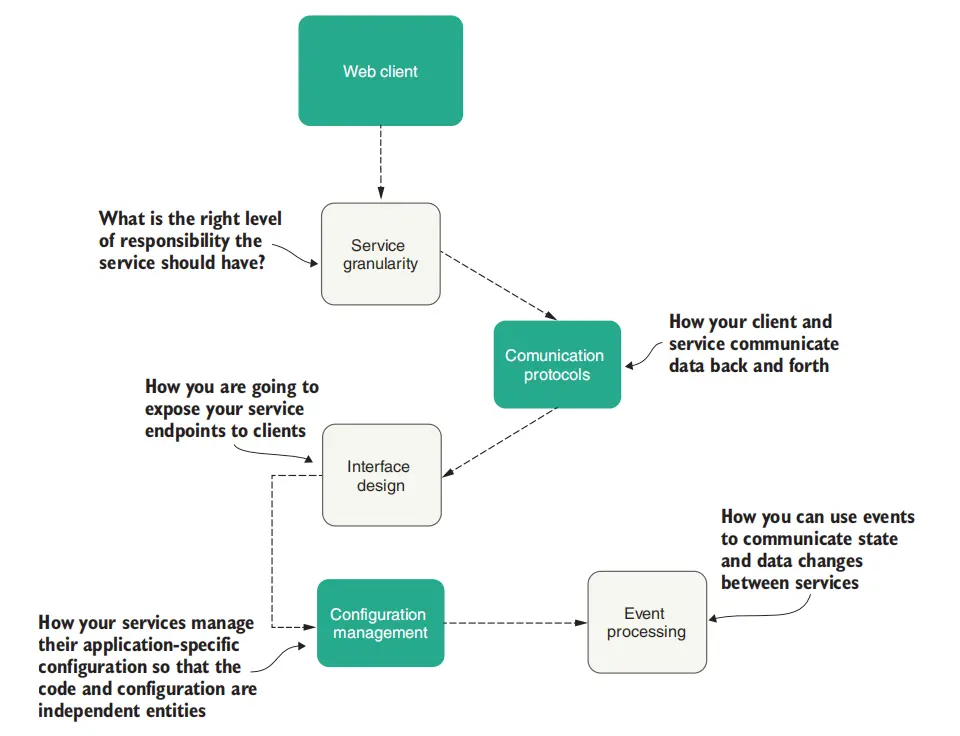 Web client
What is the right level
of responsibility the
service should have?
Service
granularity
How your client and
service communicate
data back and forth
Comunication
protocols
How you are going to
expose your service
endpoints to clients
Interface
design
How you can use events
to communicate state
and data changes
between services
Configuration
management
Event
processing
How your services manage
their application-specific
configuration so that the
code and configuration are
independent entities